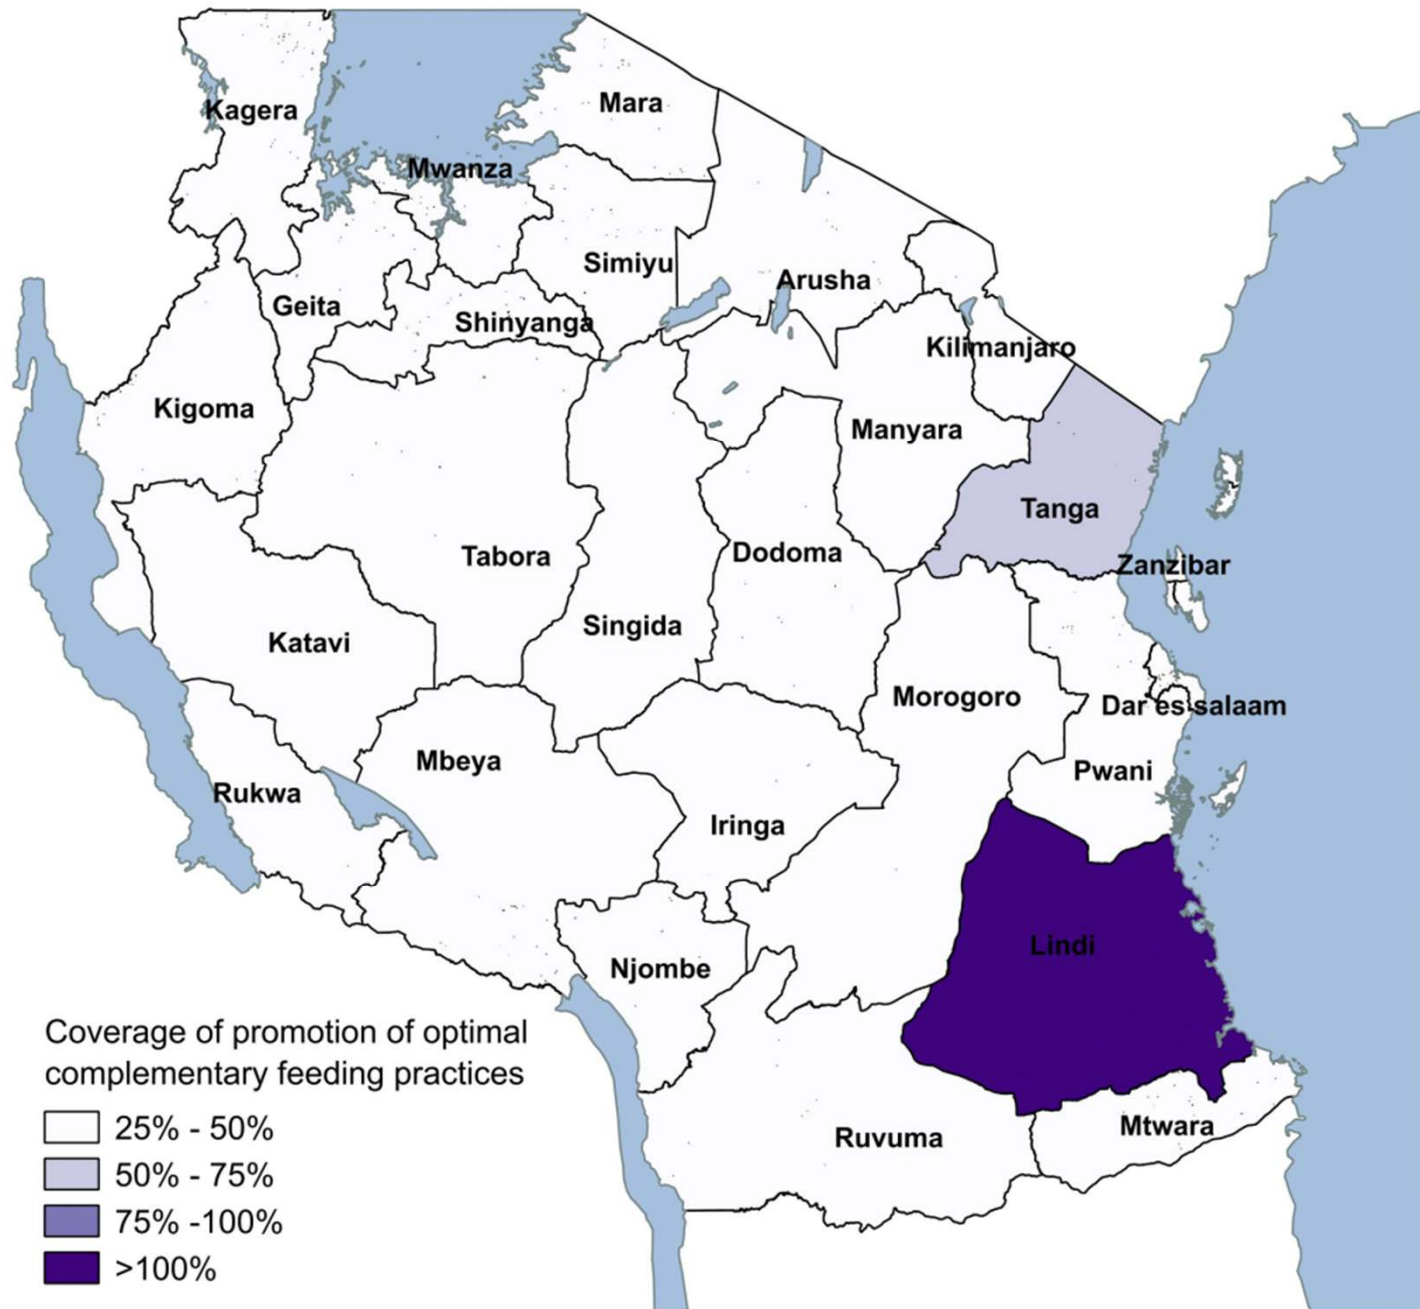 Mara
Kagera
Mwanza
Simiyu
Arusha
Geita
Shinyanga
Kilimanjaro
Kigoma
Manyara
Tanga
Tabora
Dodoma
Zanzibar
Singida
Katavi
Morogoro
Dar es salaam
Mbeya
Pwani
Rukwa
Iringa
Lindi
Njombe
Mtwara
Ruvuma
Coverage of promotion of optimal
complementary feeding practices
25% - 50%
50% - 75%
75% -100%
>100%